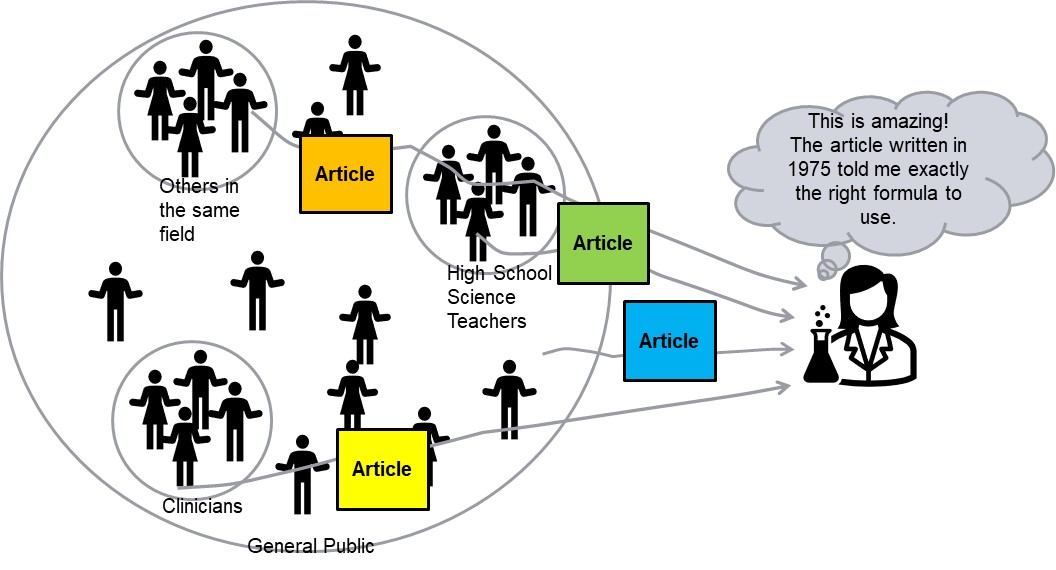 This is amazing!
The article written in
1975 told me exactly
the right formula to
use.
Article
Others in
the same
field
Article
High School
Science
Teachers
Article
Article
Clinicians
General Public